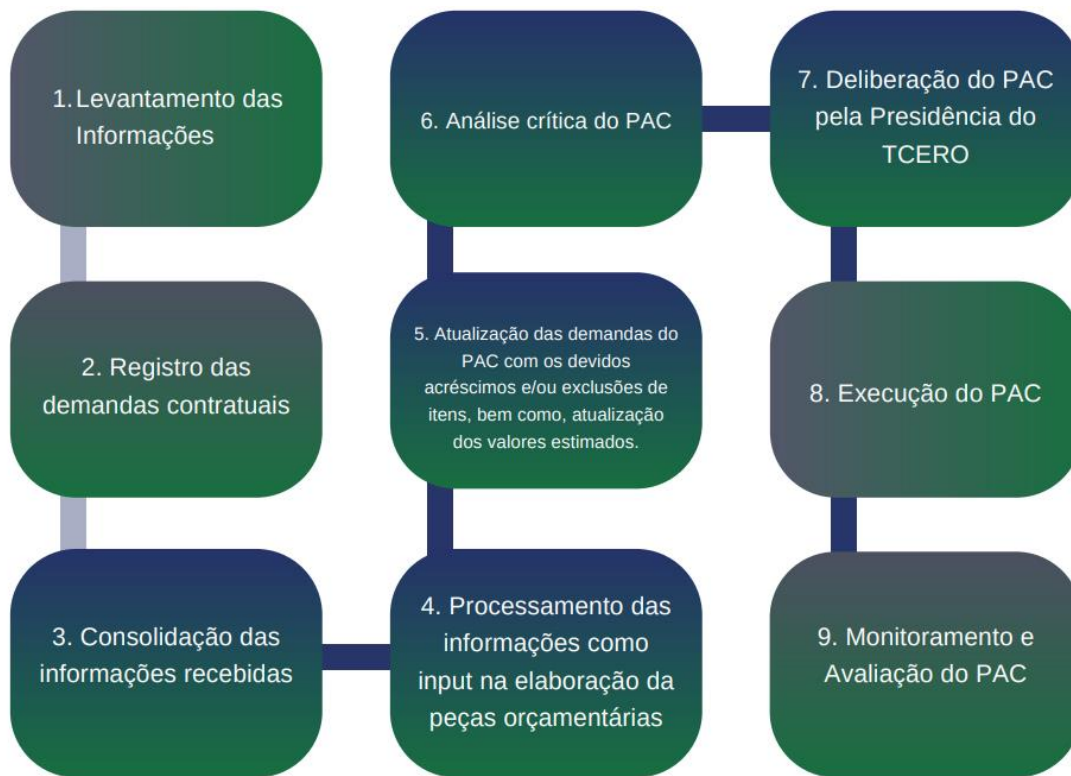 1. Levantamento das
Informações
2. Registro das
demandas contratuais
3. Consolidação das
informações recebidas
4. Processamento das
informações como
input na elaboração da
peças orçamentárias
5. Atualização das demandas do
PAC com os devidos
acréscimos e/ou exclusões de
itens, bem como, atualização
dos valores estimados.
6. Análise crítica do PAC
7. Deliberação do PAC
pela Presidência do
TCERO
8. Execução do PAC
9. Monitoramento e
Avaliação do PAC